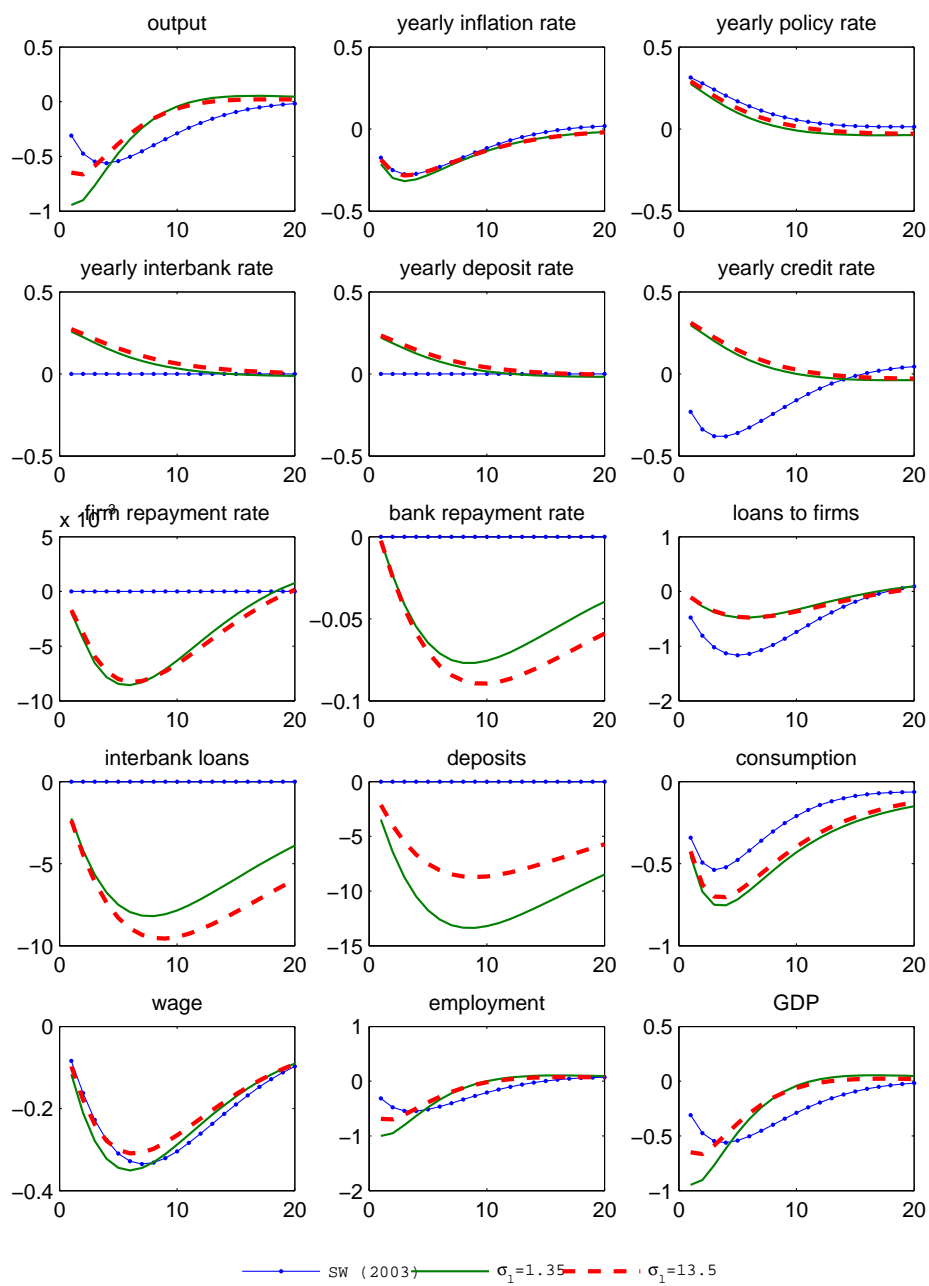 output
yearly inflation rate
yearly policy rate
0.5
0
−0.5
−1
0 10 20
0.5
0
−0.5
0 10 20
0.5
0
−0.5
0 10 20
yearly interbank rate
yearly deposit rate
yearly credit rate
0.5
0
−0.5
0 10 20
0.5
0
−0.5
0 10 20
0.5
0
−0.5
0 10 20
x 10⁻³
firm repayment rate
bank repayment rate
loans to firms
5
0
−5
−10
0 10 20
0
−0.05
−0.1
0 10 20
1
0
−1
−2
0 10 20
interbank loans
deposits
consumption
0
−5
−10
0 10 20
0
−5
−10
−15
0 10 20
0
−0.5
−1
0 10 20
wage
employment
GDP
0
−0.2
−0.4
0 10 20
1
0
−1
−2
0 10 20
0.5
0
−0.5
−1
0 10 20
SW (2003) σ_l=1.35 σ_l=13.5